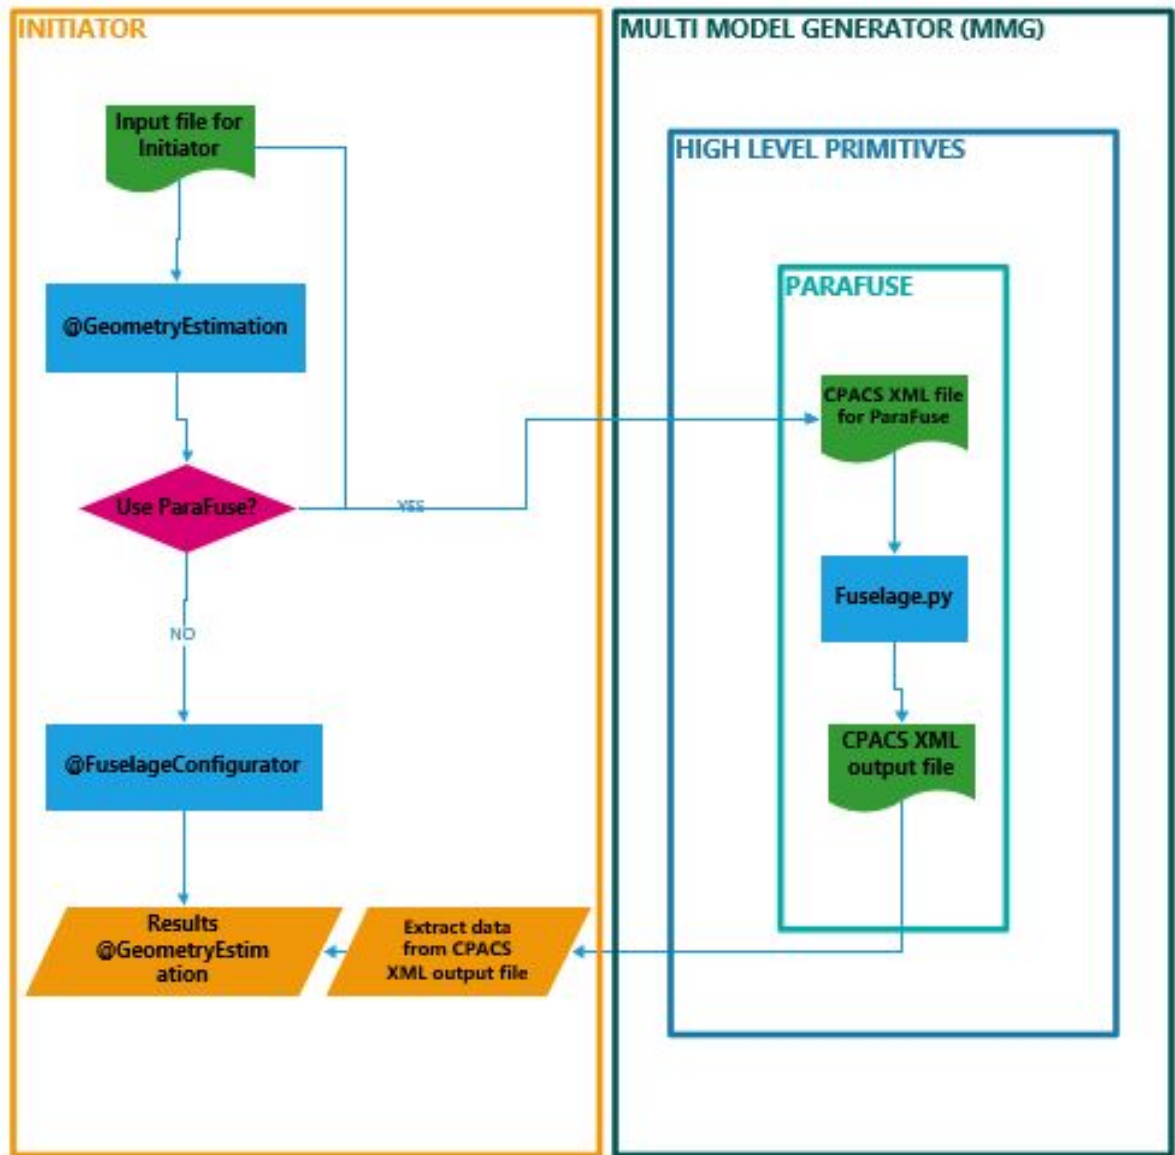 INITIATOR
Input file for
Initiator
@GeometryEstimation
Use ParaFuse?
YES
NO
@FuselageConfigurator
Results
@GeometryEstim
ation
Extract data
from CPACS
XML output file
MULTI MODEL GENERATOR (MMG)
HIGH LEVEL PRIMITIVES
PARAFUSE
CPACS XML file
for ParaFuse
Fuselage.py
CPACS XML
output file